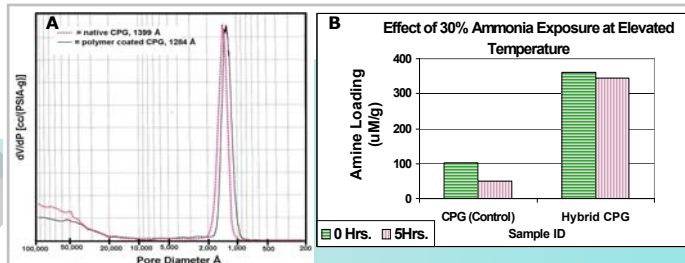 A
= native CPG, 1399 Å
= polymer coated CPG, 1284 Å
dV/dP [cc/(PSIA-g]
100,000 50,000 20,000 10,000 5,000 2,000 1,000 500 200
Pore Diameter Å
B
Effect of 30% Ammonia Exposure at Elevated
Temperature
Amine Loading
(uM/g)
400
300
200
100
0
CPG (Control) Hybrid CPG
0 Hrs. 5Hrs.
Sample ID